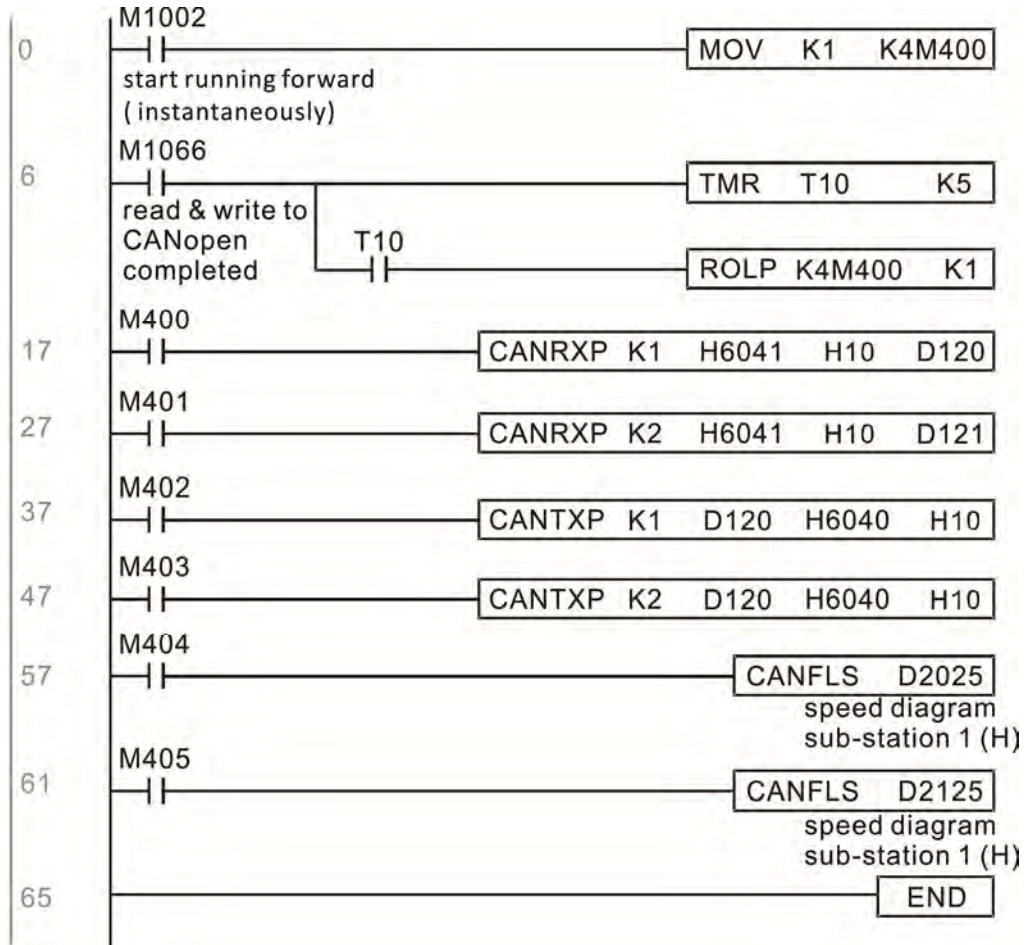 M1002
0 MOV K1 K4M400
start running forward
( instantaneously)
M1066
6 TMR T10 K5
read & write to
CANopen T10
completed ROLP K4M400 K1
M400
17 CANRXP K1 H6041 H10 D120
M401
27 CANRXP K2 H6041 H10 D121
M402
37 CANTXP K1 D120 H6040 H10
M403
47 CANTXP K2 D120 H6040 H10
M404
57 CANFLS D2025
speed diagram
sub-station 1 (H)
M405
61 CANFLS D2125
speed diagram
sub-station 1 (H)
65 END